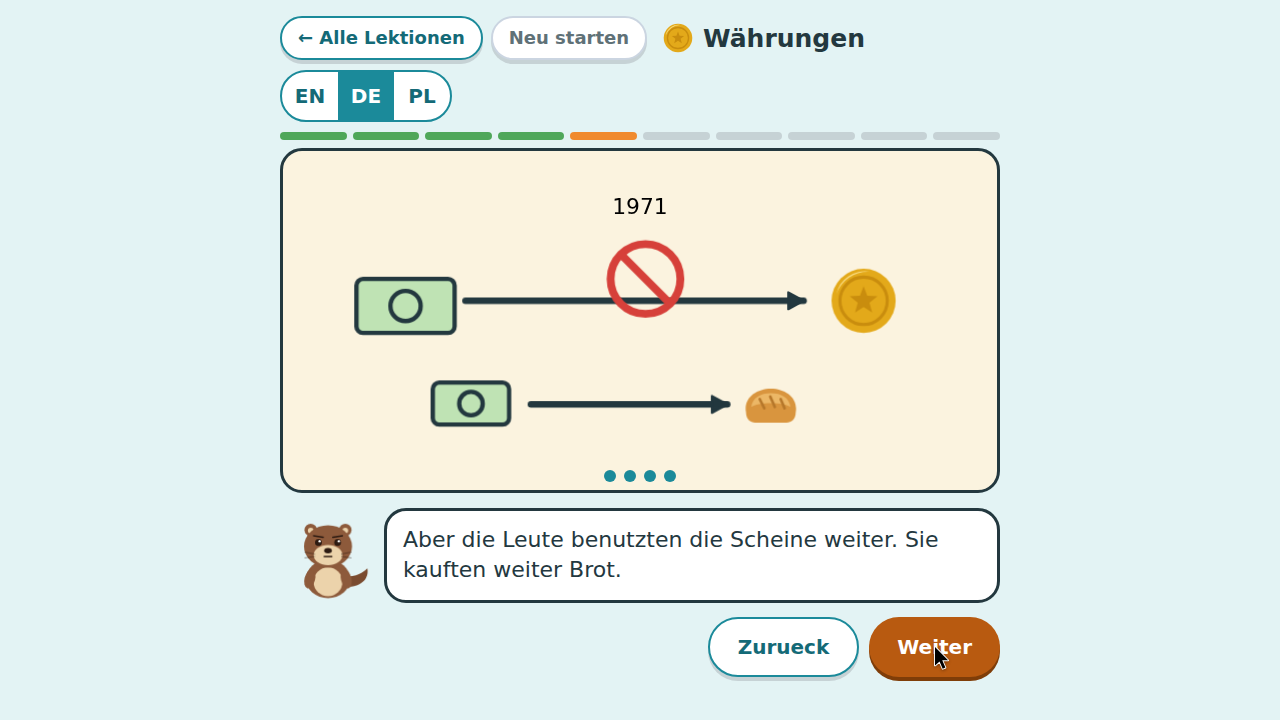 ← Alle Lektionen
Neu starten
Währungen
EN DE PL
1971
Aber die Leute benutzten die Scheine weiter. Sie
kauften weiter Brot.
Zurueck
Weiter